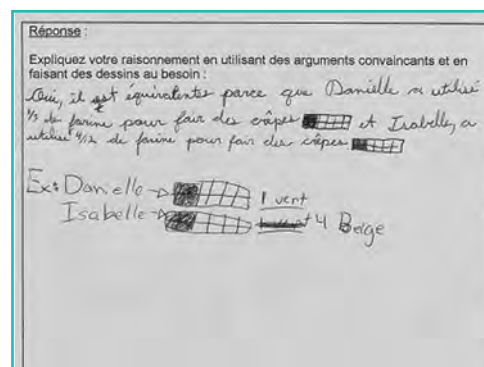 Réponse :
Expliquez votre raisonnement en utilisant des arguments convaincants et en
faisant des dessins au besoin :
Oui, il est équivalentes parce que Danielle a utilisé
1/3 de farine pour fair des crêpes et Isabelle, a
utilisé 4/12 de farine pour fair des crêpes
Ex: Danielle → 1 vert
Isabelle → 4 Beige